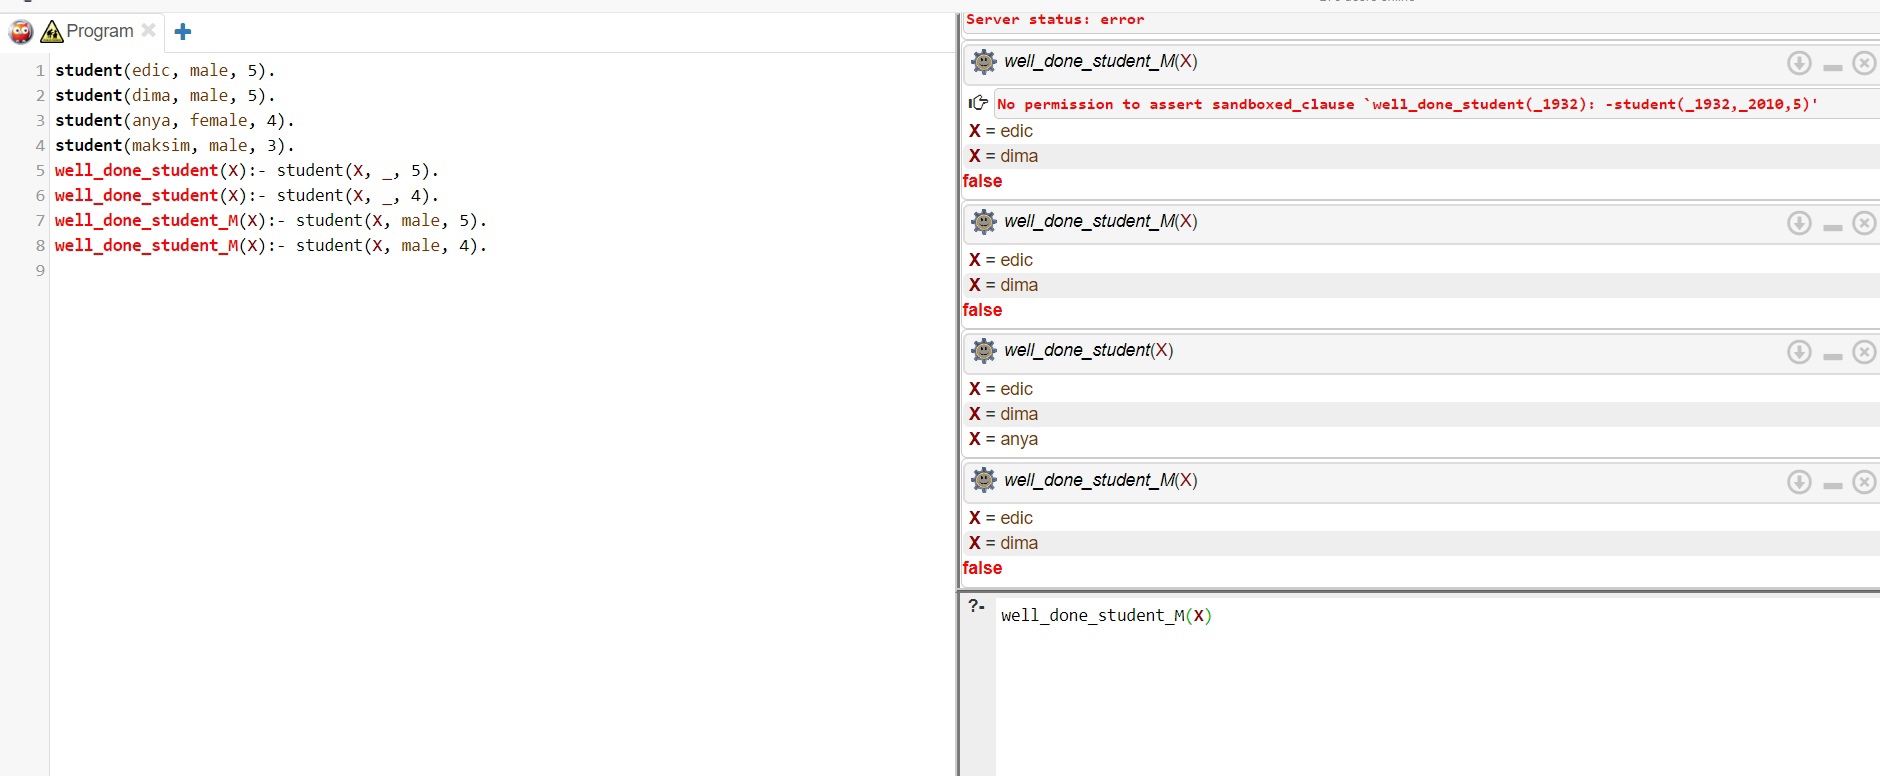 Program
1 student(edic, male, 5).
2 student(dima, male, 5).
3 student(anya, female, 4).
4 student(maksim, male, 3).
5 well_done_student(X):- student(X, _, 5).
6 well_done_student(X):- student(X, _, 4).
7 well_done_student_M(X):- student(X, male, 5).
8 well_done_student_M(X):- student(X, male, 4).
9
Server status: error
well_done_student_M(X)
No permission to assert sandboxed_clause `well_done_student(_1932): -student(_1932,_2010,5)'
X = edic
X = dima
false
well_done_student_M(X)
X = edic
X = dima
false
well_done_student(X)
X = edic
X = dima
X = anya
well_done_student_M(X)
X = edic
X = dima
false
?- well_done_student_M(X)